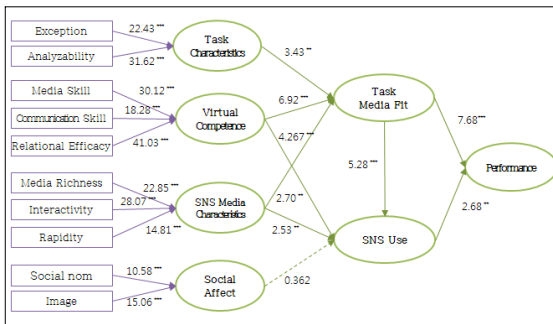 Exception
22.43***
Task
Characteristics
Analyzability
31.62***
3.43**
Media Skill
30.12***
Communication Skill
18.28***
Virtual
Competence
Relational Efficacy
41.03***
6.92***
4.267***
Task
Media Fit
7.68***
5.28***
Performance
Media Richness
22.85***
Interactivity
28.07***
SNS Media
Characteristics
Rapidity
14.81***
2.70**
2.53**
SNS Use
2.68**
Social nom
10.58***
Social
Affect
Image
15.06***
0.362